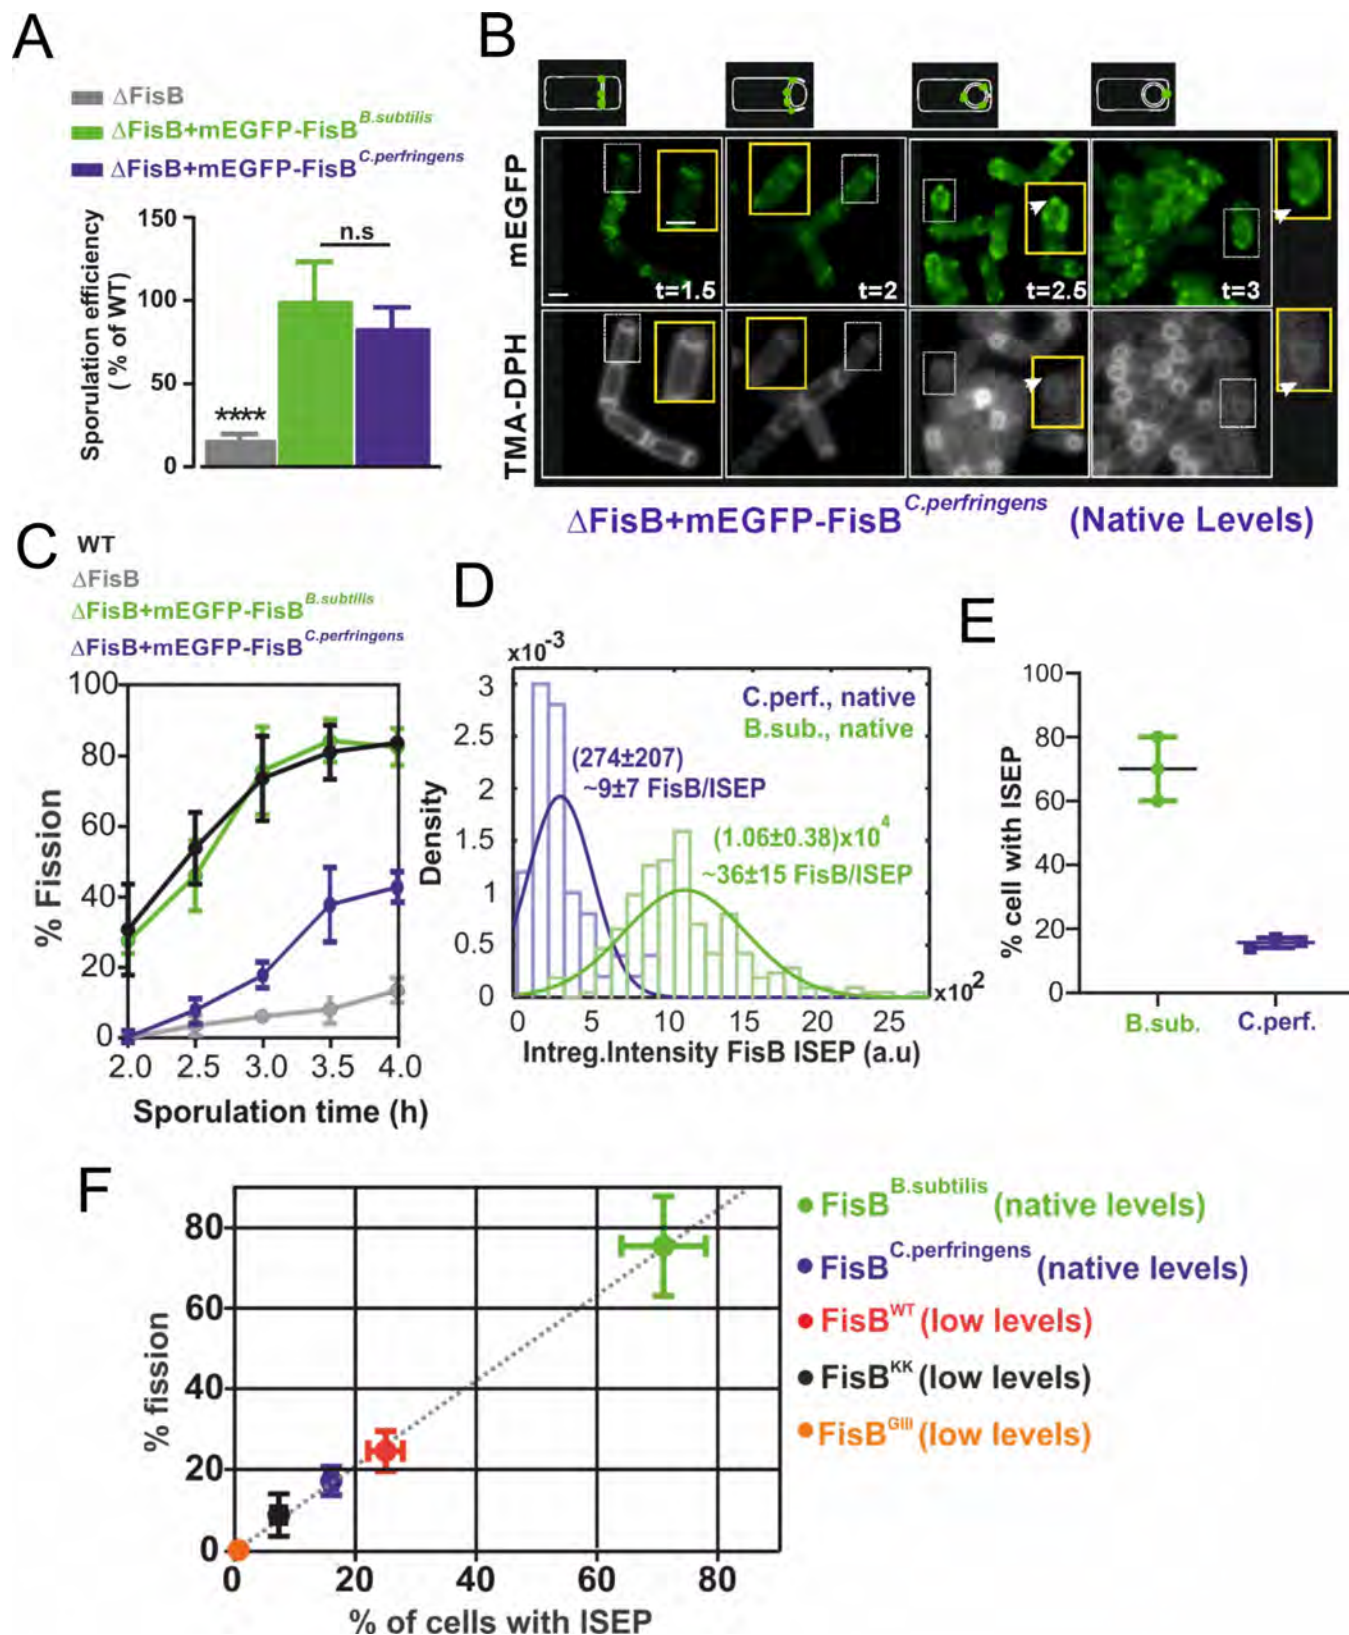 A
ΔFisB
ΔFisB+mEGFP-FisB^B.subtilis
ΔFisB+mEGFP-FisB^C.perfringens
150
100
50
0
Sporulation efficiency
( % of WT)
n.s
****
B
mEGFP
t=1.5
t=2
t=2.5
t=3
TMA-DPH
ΔFisB+mEGFP-FisB^C.perfringens (Native Levels)
C
WT
ΔFisB
ΔFisB+mEGFP-FisB^B.subtilis
ΔFisB+mEGFP-FisB^C.perfringens
100
80
60
40
20
0
% Fission
2.0 2.5 3.0 3.5 4.0
Sporulation time (h)
D
x10^-3
3
2.5
2
1.5
1
0.5
0
Density
C.perf., native
B.sub., native
(274±207)
~9±7 FisB/ISEP
(1.06±0.38)x10^4
~36±15 FisB/ISEP
x10^2
0 5 10 15 20 25
Intreg.Intensity FisB ISEP (a.u)
E
100
80
60
40
20
0
% cell with ISEP
B.sub. C.perf.
F
80
60
40
20
0
% fission
0 20 40 60 80
% of cells with ISEP
FisB^B.subtilis (native levels)
FisB^C.perfringens (native levels)
FisB^WT (low levels)
FisB^KK (low levels)
FisB^GIII (low levels)